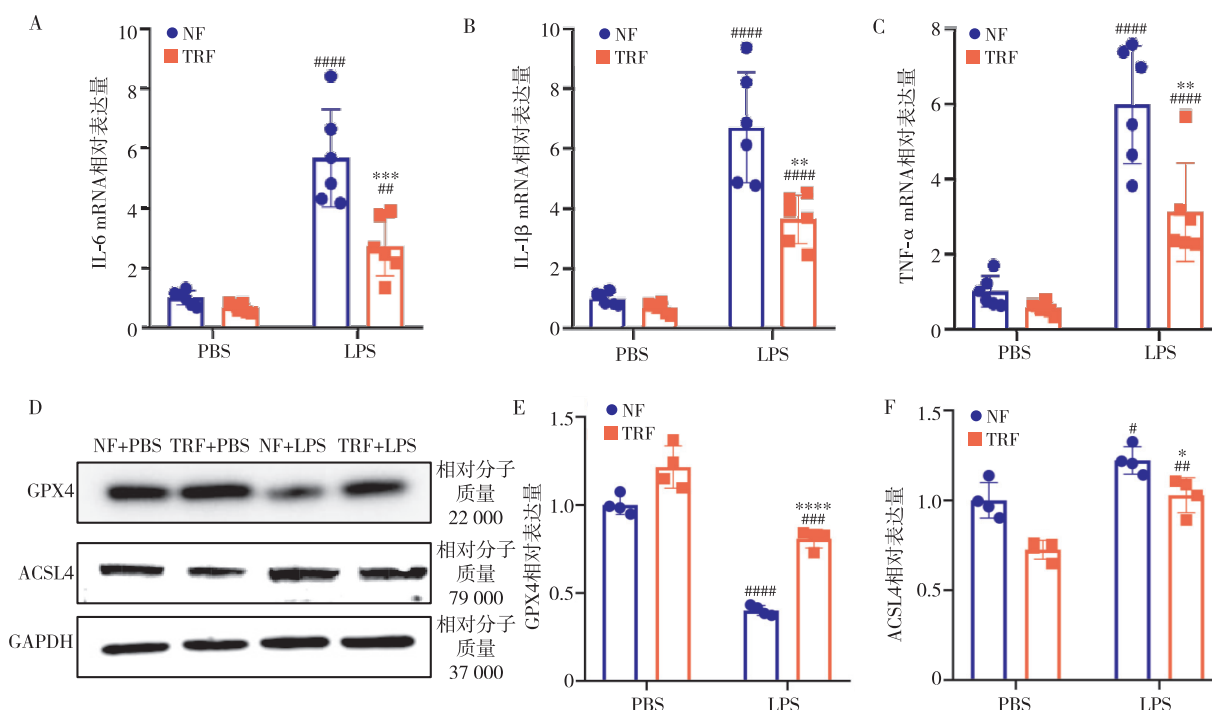 A
NF
TRF
IL-6 mRNA相对表达量
10
8
6
4
2
0
####
***
##
PBS
LPS
B
NF
TRF
IL-1β mRNA相对表达量
10
8
6
4
2
0
####
**
####
PBS
LPS
C
NF
TRF
TNF-α mRNA相对表达量
8
6
4
2
0
####
**
####
PBS
LPS
D
NF+PBS TRF+PBS NF+LPS TRF+LPS
GPX4
相对分子
质量
22 000
ACSL4
相对分子
质量
79 000
GAPDH
相对分子
质量
37 000
E
NF
TRF
GPX4相对表达量
1.5
1.0
0.5
0
####
****
###
PBS
LPS
F
NF
TRF
ACSL4相对表达量
1.5
1.0
0.5
0
#
*
##
PBS
LPS